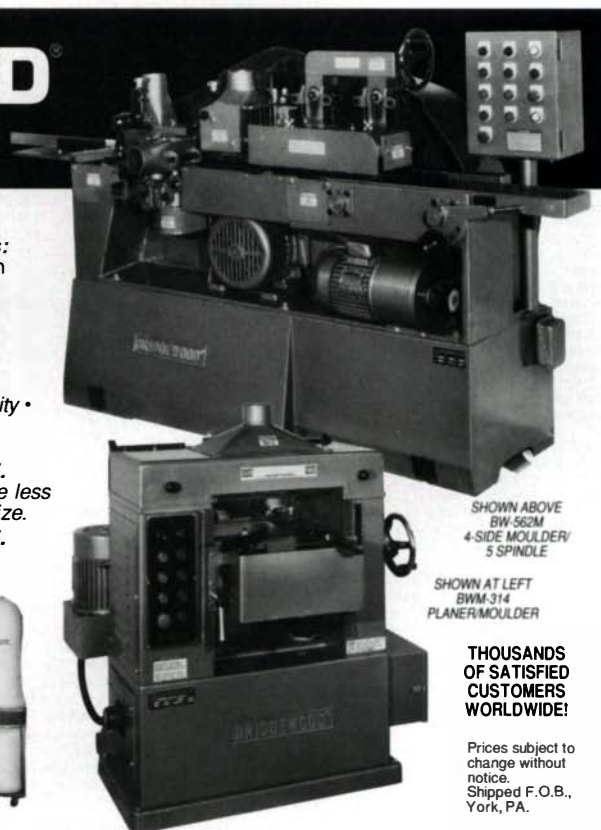 D®
s:
n
ity •
.
e less
ize.
.
SHOWN ABOVE
BW-562M
4-SIDE MOULDER/
5 SPINDLE
SHOWN AT LEFT
BWM-314
PLANER/MOULDER
BRIDGEWOOD
THOUSANDS
OF SATISFIED
CUSTOMERS
WORLDWIDE!
Prices subject to
change without
notice.
Shipped F.O.B.,
York, PA.